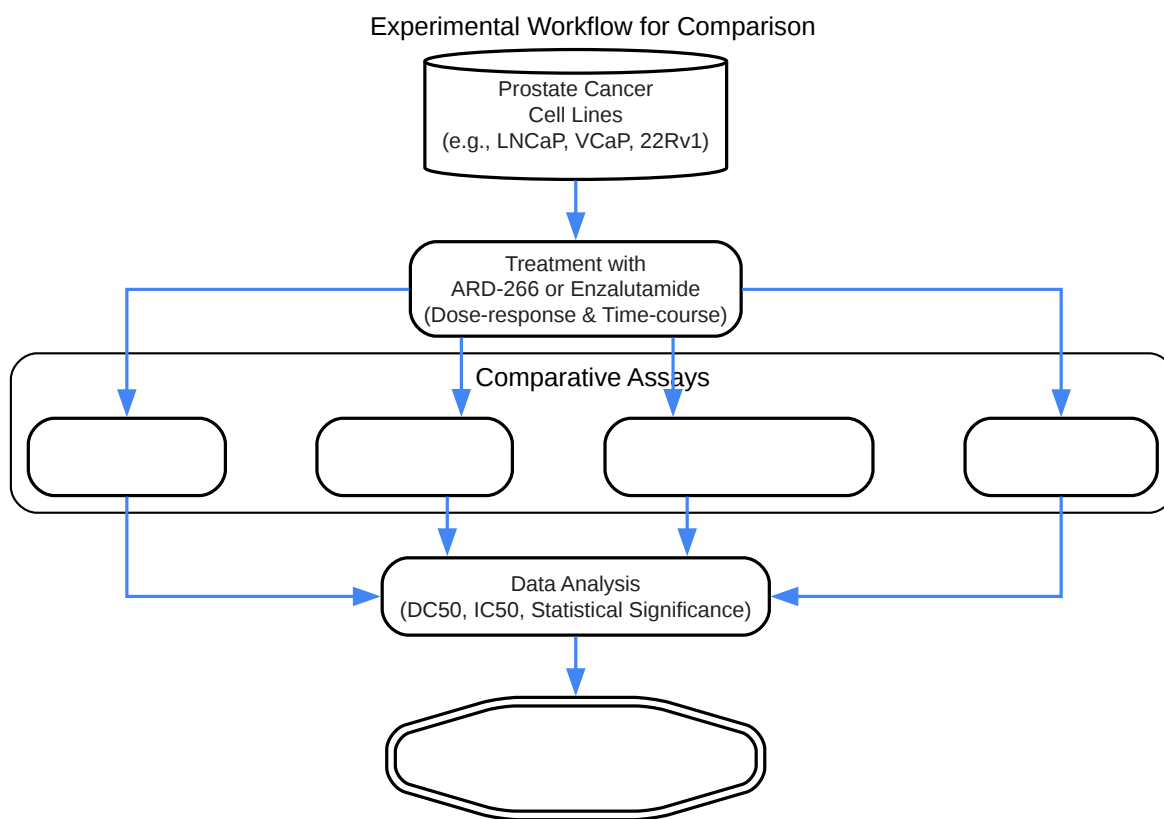 Experimental Workflow for Comparison
Prostate Cancer
Cell Lines
(e.g., LNCaP, VCaP, 22Rv1)
Treatment with
ARD-266 or Enzalutamide
(Dose-response & Time-course)
Comparative Assays
Data Analysis
(DC50, IC50, Statistical Significance)